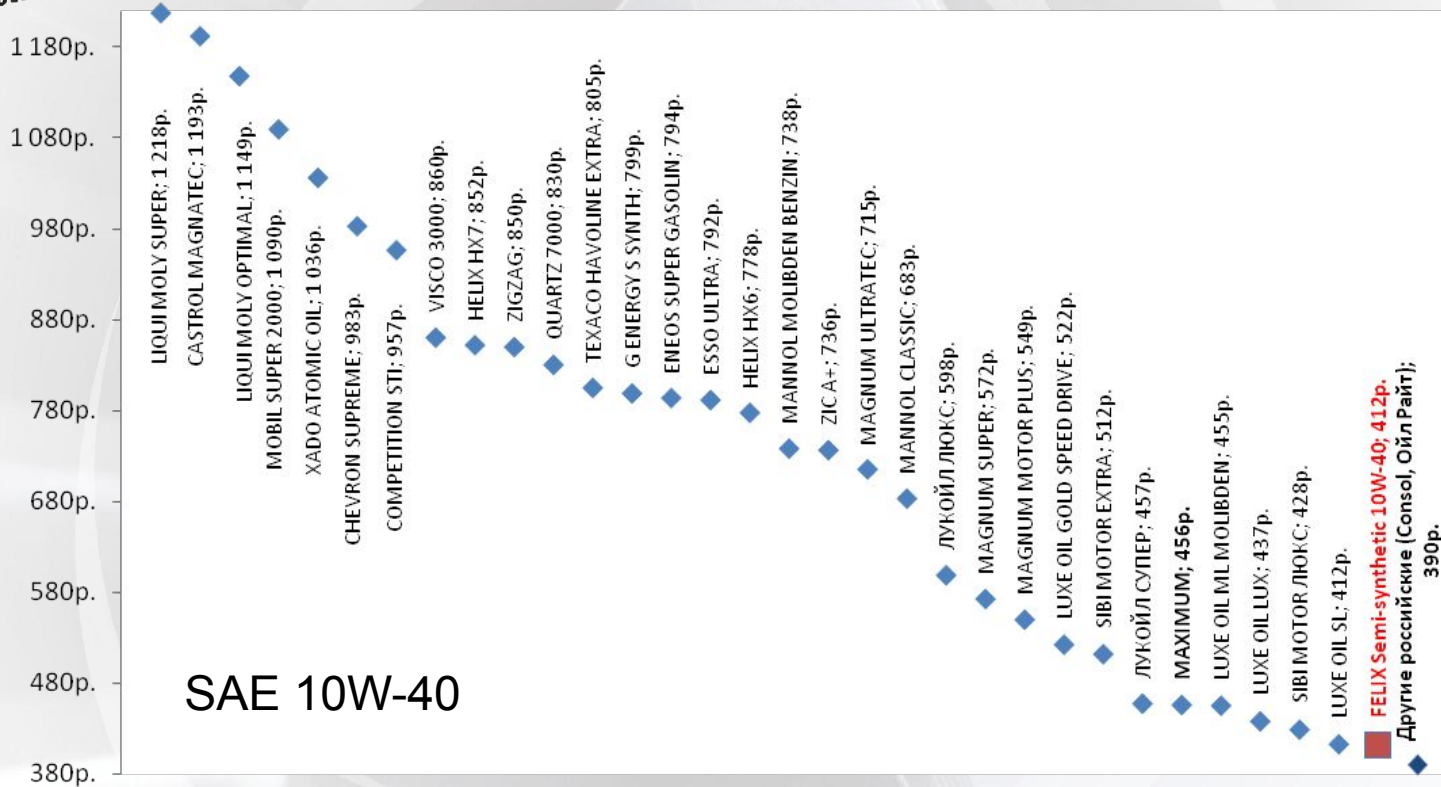 1 180р.
1 080р.
980р.
880р.
780р.
680р.
580р.
480р.
380р.
LIQUI MOLY SUPER; 1 218р.
CASTROL MAGNATEC; 1 193р.
LIQUI MOLY OPTIMAL; 1 149р.
MOBIL SUPER 2000; 1 090р.
XADO ATOMIC OIL; 1 036р.
CHEVRON SUPREME; 983р.
COMPETITION STI; 957р.
VISCO 3000; 860р.
HELIX HX7; 852р.
ZIGZAG; 850р.
QUARTZ 7000; 830р.
TEXACO HAVOLINE EXTRA; 805р.
G ENERGY S SYNTH; 799р.
ENEOS SUPER GASOLIN; 794р.
ESSO ULTRA; 792р.
HELIX HX6; 778р.
MANNOL MOLIBDEN BENZIN; 738р.
ZIC A+; 736р.
MAGNUM ULTRATEC; 715р.
MANNOL CLASSIC; 683р.
ЛУКОЙЛ ЛЮКС; 598р.
MAGNUM SUPER; 572р.
MAGNUM MOTOR PLUS; 549р.
LUXE OIL GOLD SPEED DRIVE; 522р.
SIBI MOTOR EXTRA; 512р.
ЛУКОЙЛ СУПЕР; 457р.
MAXIMUM; 456р.
LUXE OIL ML MOLIBDEN; 455р.
LUXE OIL LUX; 437р.
SIBI MOTOR ЛЮКС; 428р.
LUXE OIL SL; 412р.
FELIX Semi-synthetic 10W-40; 412р.
Другие российские (Consol, Ойл Райт);
390р.
SAE 10W-40